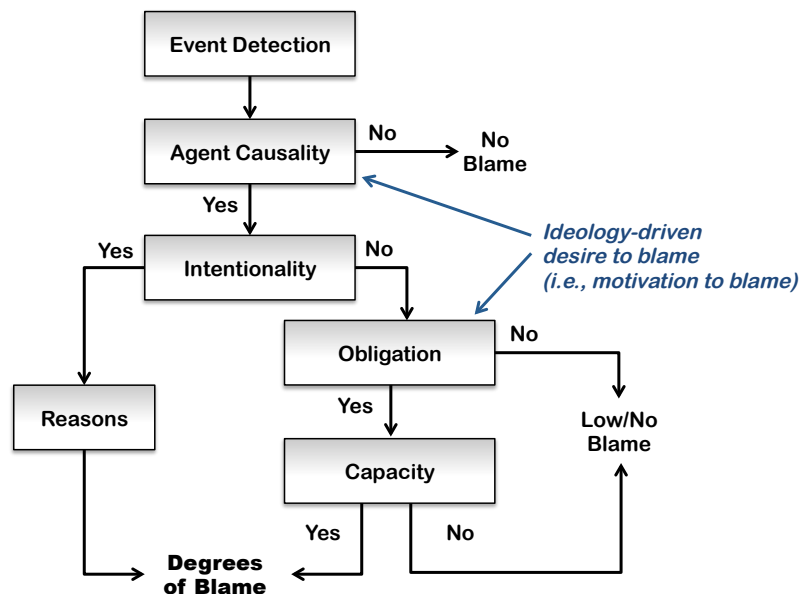 Event Detection
Agent Causality
No
No
Blame
Yes
Ideology-driven
desire to blame
(i.e., motivation to blame)
Yes
Intentionality
No
Obligation
No
Reasons
Yes
Low/No
Blame
Capacity
Yes
No
Degrees
of Blame